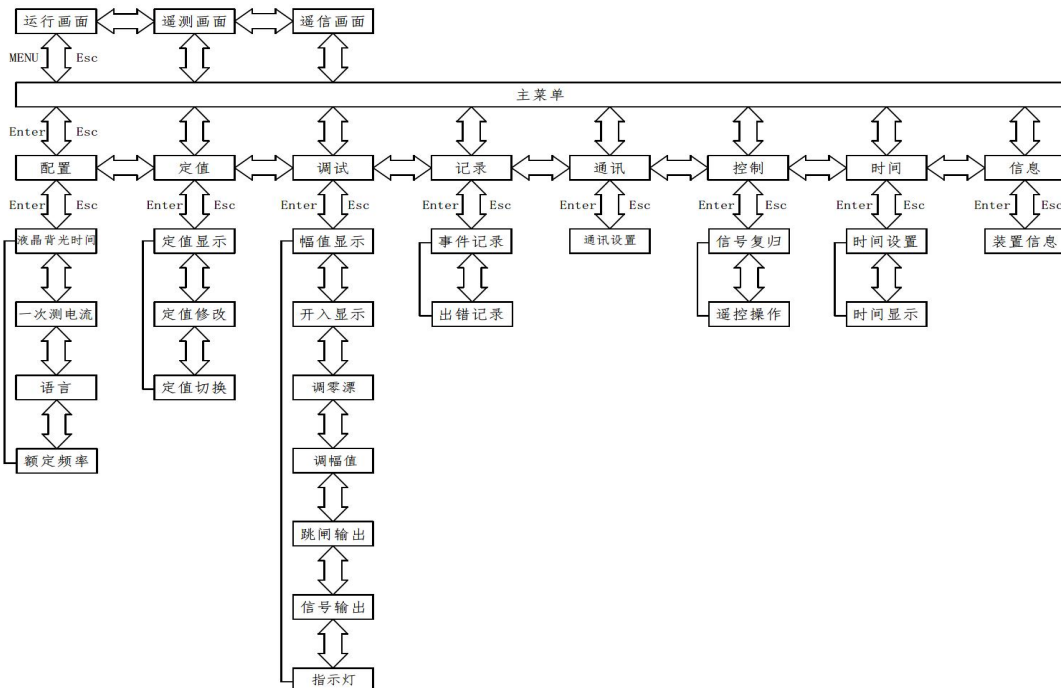 运行画面 遥测画面 遥信画面
MENU Esc
主菜单
Enter Esc
配置 定值 调试 记录 通讯 控制 时间 信息
Enter Esc Enter Esc Enter Esc Enter Esc Enter Esc Enter Esc Enter Esc Enter Esc
液晶背光时间 定值显示 幅值显示 事件记录 通讯设置 信号复归 时间设置 装置信息
一次测电流 定值修改 开入显示 出错记录 遥控操作 时间显示
语言 定值切换 调零漂
额定频率 调幅值
跳闸输出
信号输出
指示灯